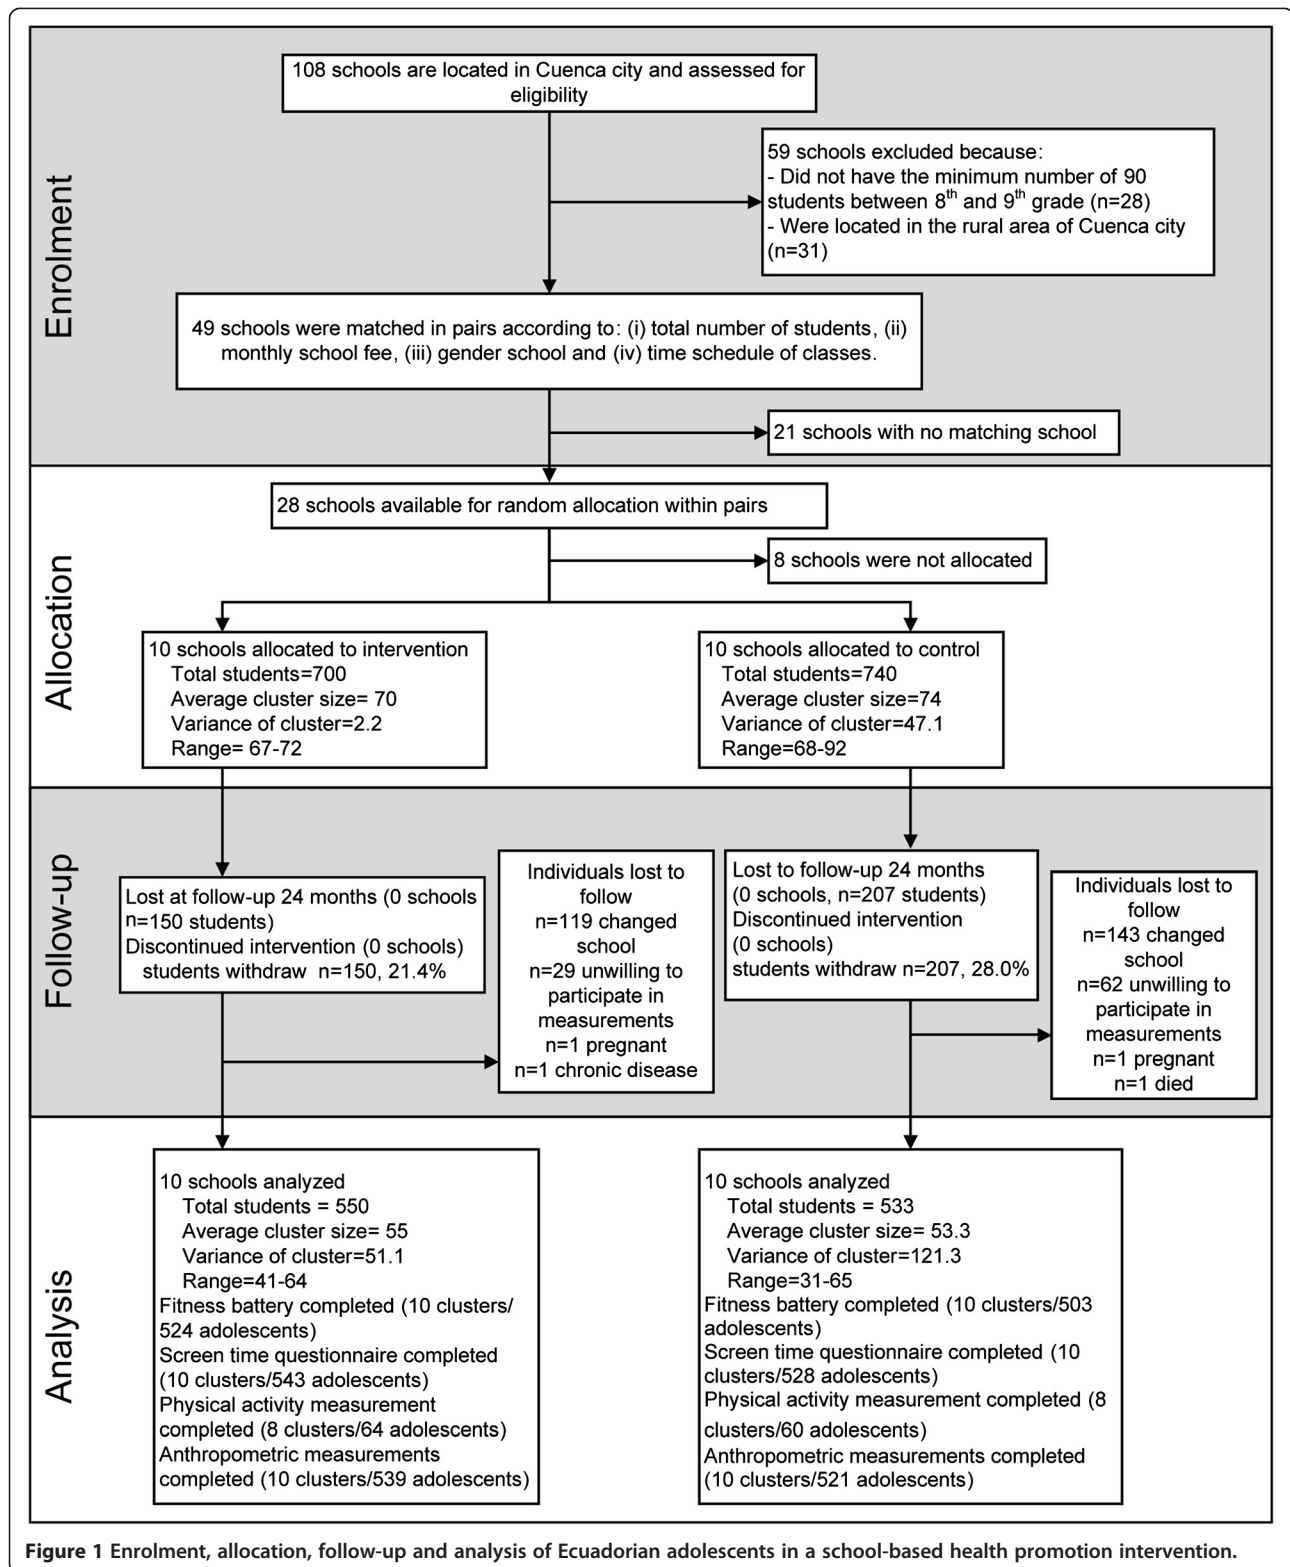 Enrolment
108 schools are located in Cuenca city and assessed for
eligibility
59 schools excluded because:
- Did not have the minimum number of 90
students between 8th and 9th grade (n=28)
- Were located in the rural area of Cuenca city
(n=31)
49 schools were matched in pairs according to: (i) total number of students, (ii)
monthly school fee, (iii) gender school and (iv) time schedule of classes.
21 schools with no matching school
Allocation
28 schools available for random allocation within pairs
8 schools were not allocated
10 schools allocated to intervention
Total students=700
Average cluster size= 70
Variance of cluster=2.2
Range= 67-72
10 schools allocated to control
Total students=740
Average cluster size=74
Variance of cluster=47.1
Range=68-92
Follow-up
Lost at follow-up 24 months (0 schools
n=150 students)
Discontinued intervention (0 schools)
students withdraw n=150, 21.4%
Individuals lost to
follow
n=119 changed
school
n=29 unwilling to
participate in
measurements
n=1 pregnant
n=1 chronic disease
Lost to follow-up 24 months
(0 schools, n=207 students)
Discontinued intervention
(0 schools)
students withdraw n=207, 28.0%
Individuals lost to
follow
n=143 changed
school
n=62 unwilling to
participate in
measurements
n=1 pregnant
n=1 died
Analysis
10 schools analyzed
Total students = 550
Average cluster size= 55
Variance of cluster=51.1
Range=41-64
Fitness battery completed (10 clusters/
524 adolescents)
Screen time questionnaire completed
(10 clusters/543 adolescents)
Physical activity measurement
completed (8 clusters/64 adolescents)
Anthropometric measurements
completed (10 clusters/539 adolescents)
10 schools analyzed
Total students = 533
Average cluster size= 53.3
Variance of cluster=121.3
Range=31-65
Fitness battery completed (10 clusters/503
adolescents)
Screen time questionnaire completed (10
clusters/528 adolescents)
Physical activity measurement completed (8
clusters/60 adolescents)
Anthropometric measurements completed
(10 clusters/521 adolescents)
Figure 1 Enrolment, allocation, follow-up and analysis of Ecuadorian adolescents in a school-based health promotion intervention.